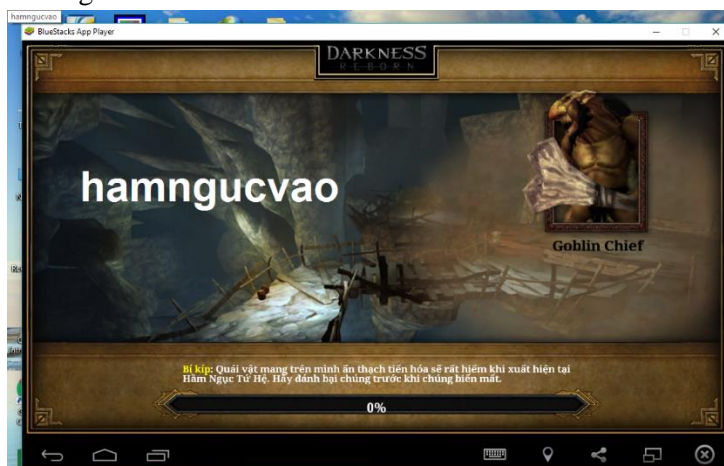 hamngucvao
BlueStacks App Player
DARKNESS
REBORN
hamngucvao
Goblin Chief
Bí kíp: Quái vật mang trên mình ấn thạch tiến hóa sẽ rất hiếm khi xuất hiện tại
Hầm Ngục Tứ Hệ. Hãy đánh bại chúng trước khi chúng biến mất.
0%